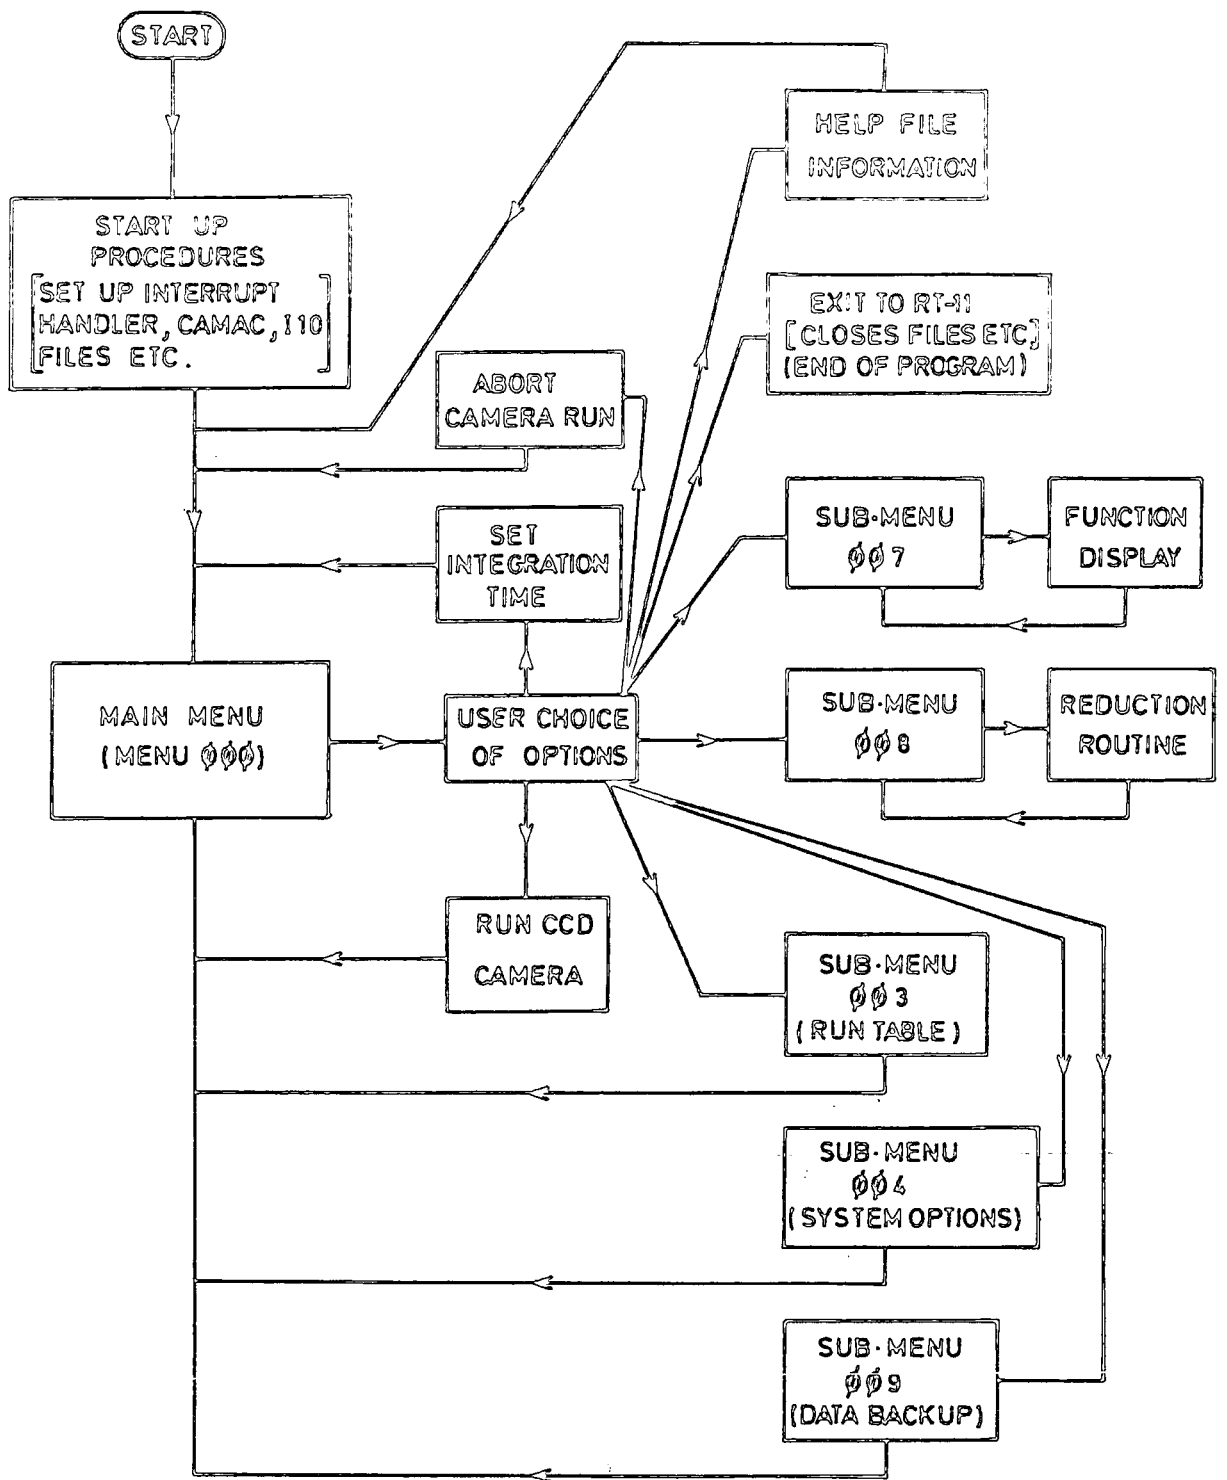 START
HELP FILE
INFORMATION
START UP
PROCEDURES
[SET UP INTERRUPT
HANDLER, CAMAC, I10
FILES ETC.]
EXIT TO RT-11
[CLOSES FILES ETC]
(END OF PROGRAM)
ABORT
CAMERA RUN
SUB·MENU
ØØ7
FUNCTION
DISPLAY
SET
INTEGRATION
TIME
MAIN MENU
(MENU ØØØ)
USER CHOICE
OF OPTIONS
SUB·MENU
ØØ8
REDUCTION
ROUTINE
RUN CCD
CAMERA
SUB·MENU
ØØ3
(RUN TABLE)
SUB·MENU
ØØ4
(SYSTEM OPTIONS)
SUB·MENU
ØØ9
(DATA BACKUP)